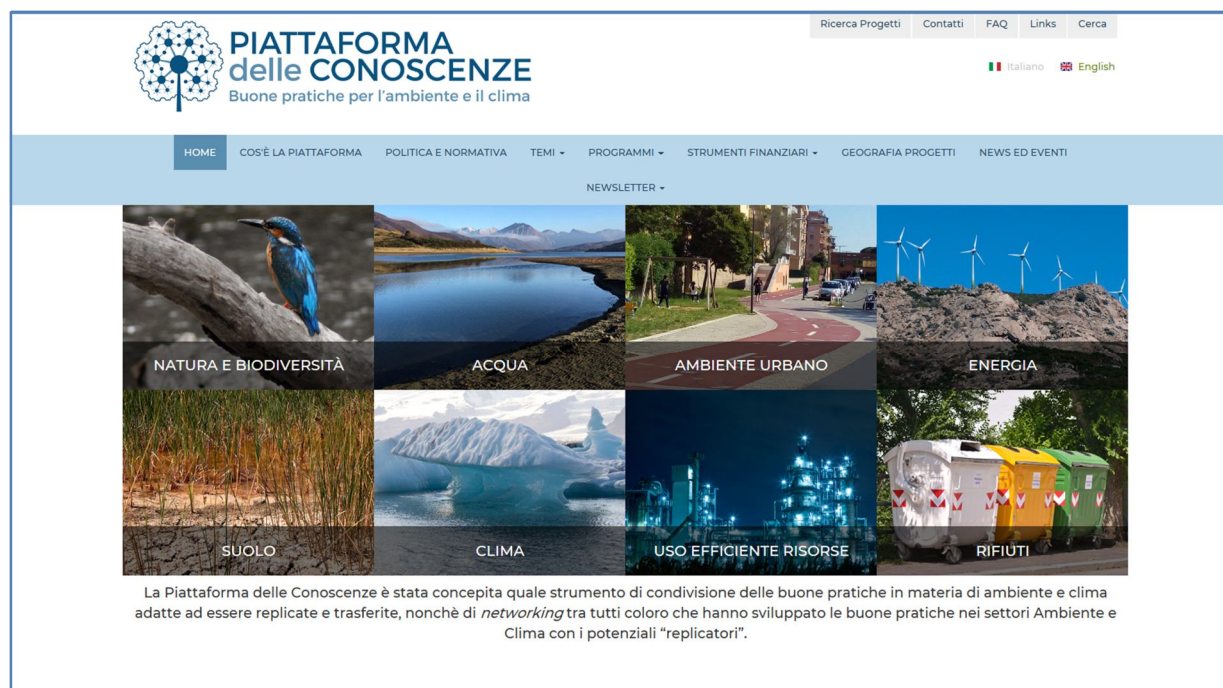 Ricerca Progetti Contatti FAQ Links Cerca
PIATTAFORMA
delle CONOSCENZE
Buone pratiche per l'ambiente e il clima
Italiano English
HOME COS'È LA PIATTAFORMA POLITICA E NORMATIVA TEMI PROGRAMMI STRUMENTI FINANZIARI GEOGRAFIA PROGETTI NEWS ED EVENTI
NEWSLETTER
NATURA E BIODIVERSITÀ ACQUA AMBIENTE URBANO ENERGIA
SUOLO CLIMA USO EFFICIENTE RISORSE RIFIUTI
La Piattaforma delle Conoscenze è stata concepita quale strumento di condivisione delle buone pratiche in materia di ambiente e clima
adatte ad essere replicate e trasferite, nonchè di networking tra tutti coloro che hanno sviluppato le buone pratiche nei settori Ambiente e
Clima con i potenziali “replicatori”.